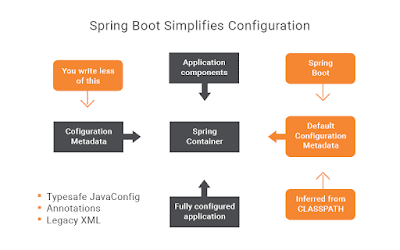 Spring Boot Simplifies Configuration
You write less
of this
Application
components
Spring
Boot
Cofiguration
Metadata
Spring
Container
Default
Configuration
Metadata
Typesafe JavaConfig
Annotations
Legacy XML
Fully configured
application
Inferred from
CLASSPATH